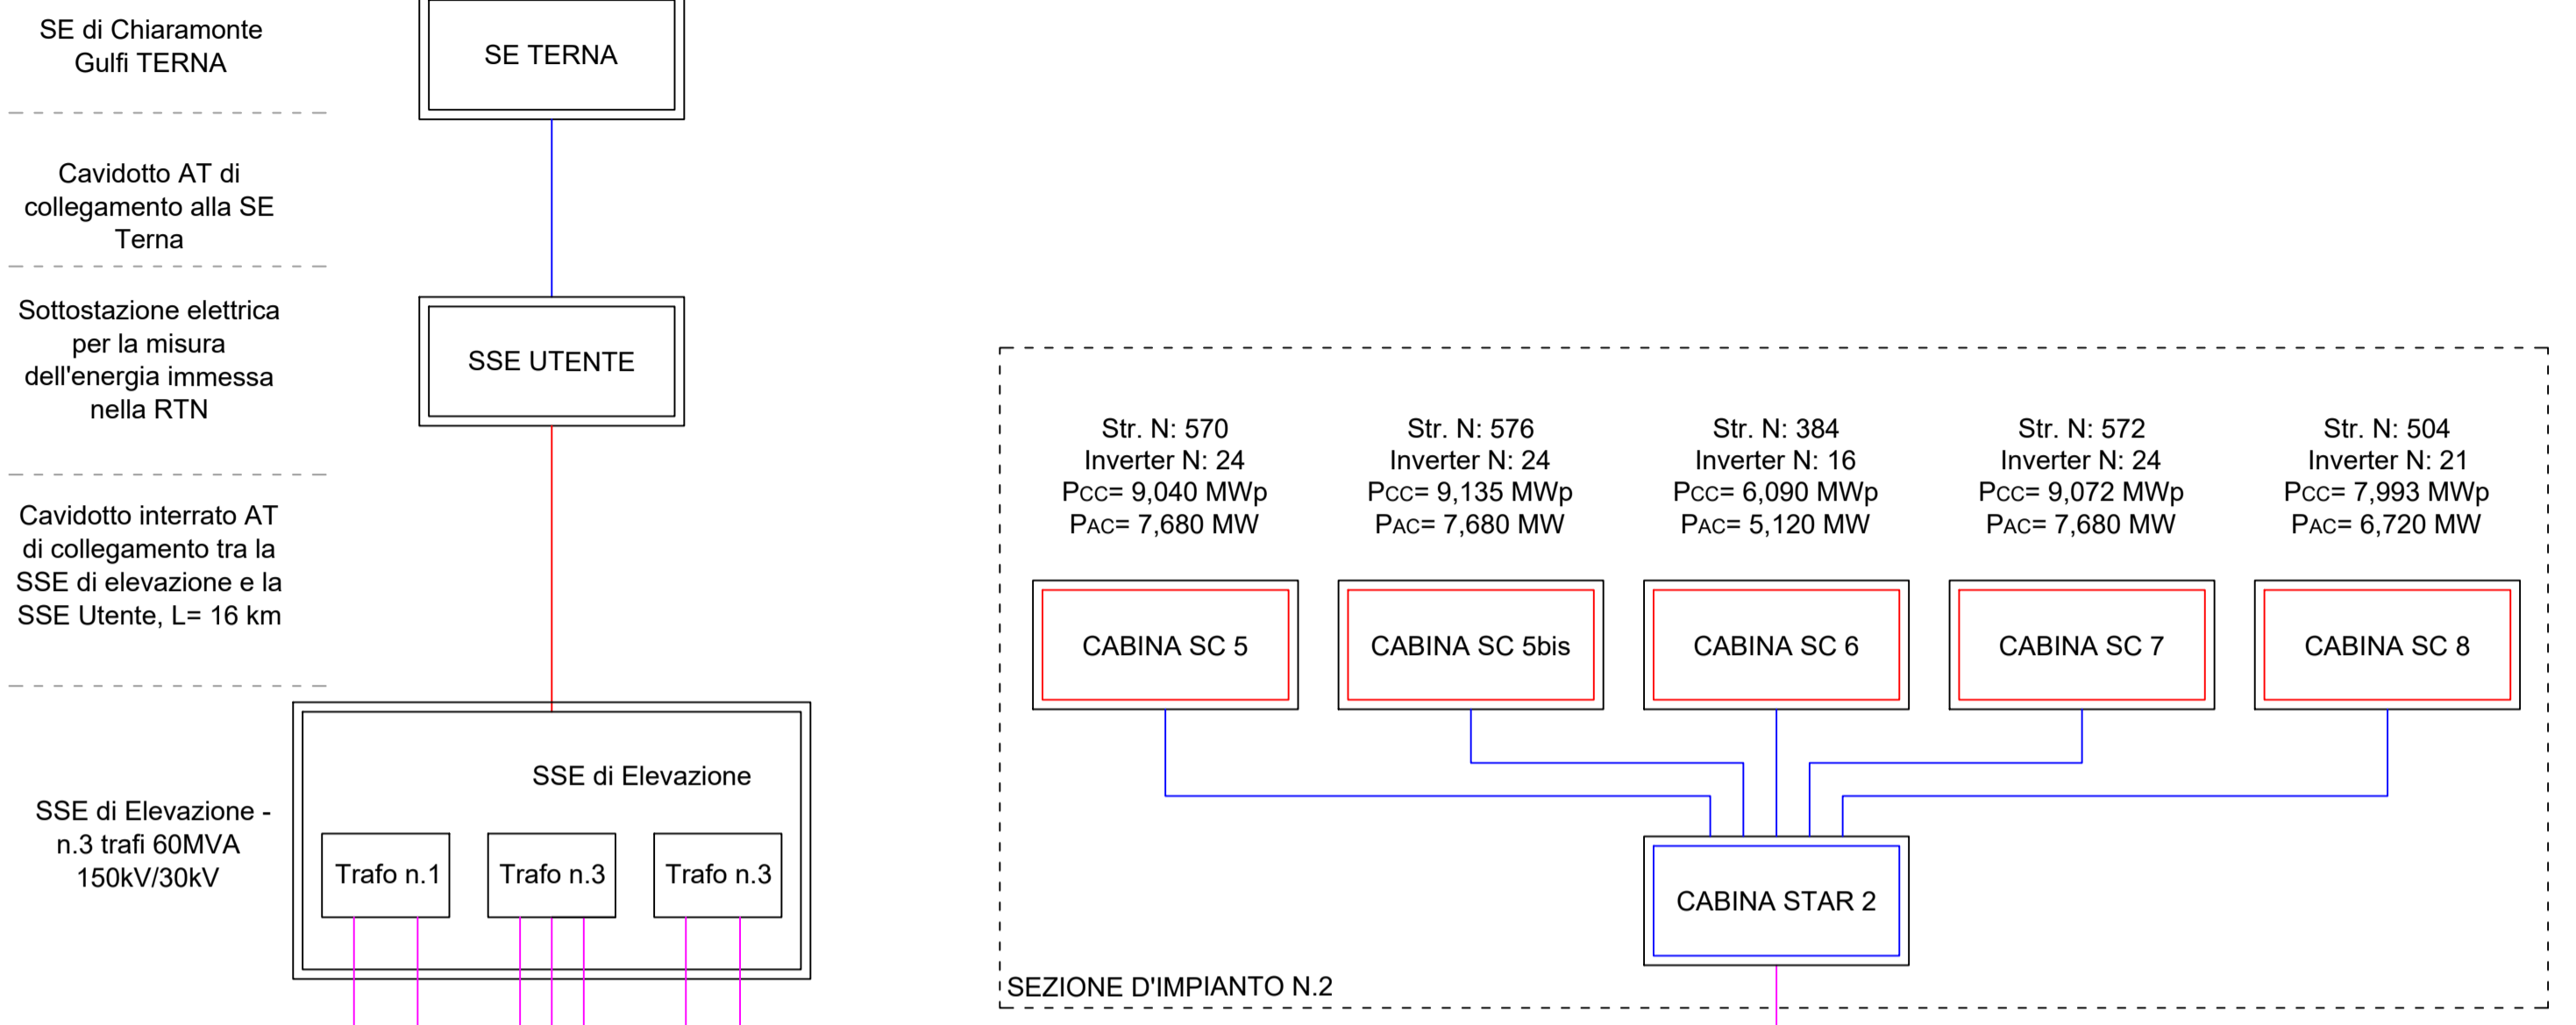 SE di Chiaramonte
Gulfi TERNA
SE TERNA
Cavidotto AT di
collegamento alla SE
Terna
Sottostazione elettrica
per la misura
dell'energia immessa
nella RTN
SSE UTENTE
Cavidotto interrato AT
di collegamento tra la
SSE di elevazione e la
SSE Utente, L= 16 km
SSE di Elevazione -
n.3 trafi 60MVA
150kV/30kV
SSE di Elevazione
Trafo n.1
Trafo n.3
Trafo n.3
Str. N: 570
Inverter N: 24
PCC= 9,040 MWp
PAC= 7,680 MW
CABINA SC 5
Str. N: 576
Inverter N: 24
PCC= 9,135 MWp
PAC= 7,680 MW
CABINA SC 5bis
Str. N: 384
Inverter N: 16
PCC= 6,090 MWp
PAC= 5,120 MW
CABINA SC 6
Str. N: 572
Inverter N: 24
PCC= 9,072 MWp
PAC= 7,680 MW
CABINA SC 7
Str. N: 504
Inverter N: 21
PCC= 7,993 MWp
PAC= 6,720 MW
CABINA SC 8
CABINA STAR 2
SEZIONE D'IMPIANTO N.2